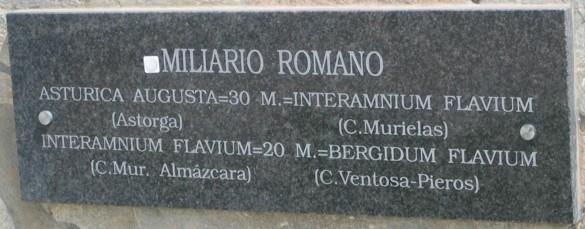 MILIARIO ROMANO
ASTURICA AUGUSTA=30 M.=INTERAMNIUM FLAVIUM
(Astorga) (C.Murielas)
INTERAMNIUM FLAVIUM=20 M.=BERGIDUM FLAVIUM
(C.Mur. Almázcara) (C.Ventosa-Pieros)